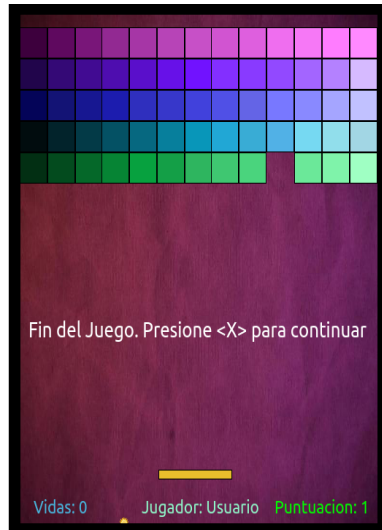 Fin del Juego. Presione <X> para continuar
Vidas: 0 Jugador: Usuario Puntuacion: 1